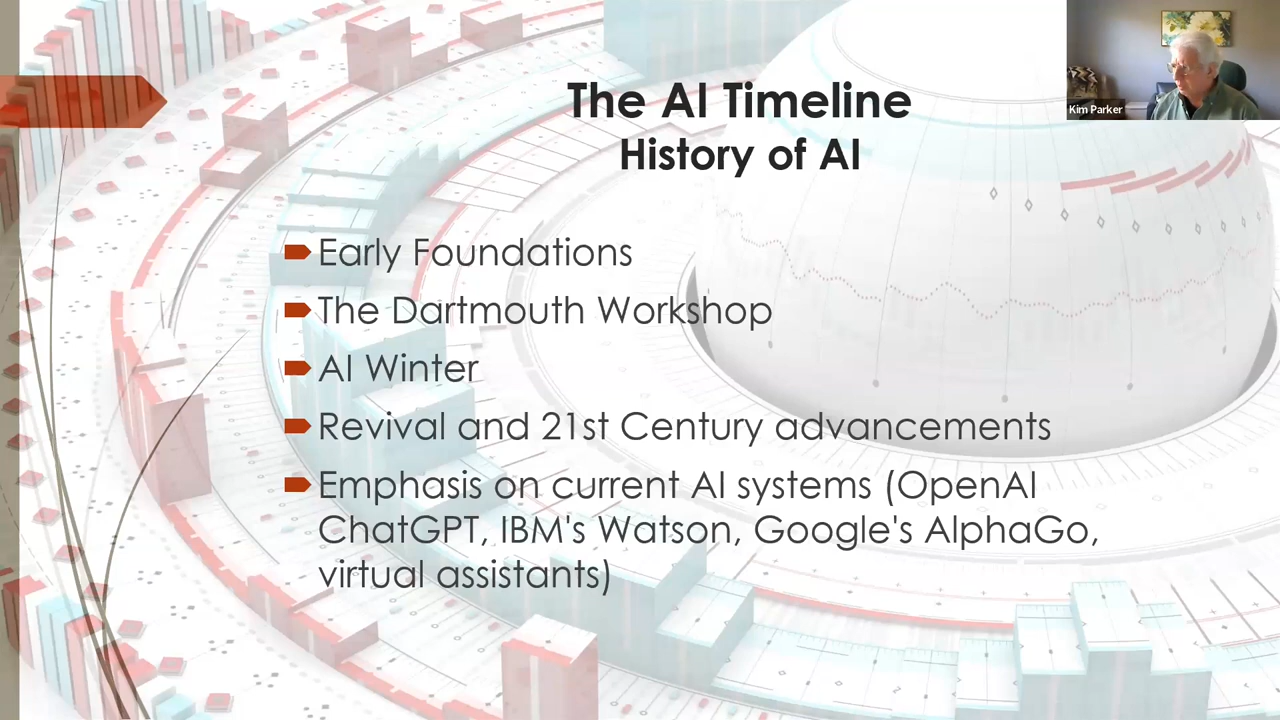 The AI Timeline
History of AI
Kim Parker
Early Foundations
The Dartmouth Workshop
AI Winter
Revival and 21st Century advancements
Emphasis on current AI systems (OpenAI
ChatGPT, IBM's Watson, Google's AlphaGo,
virtual assistants)